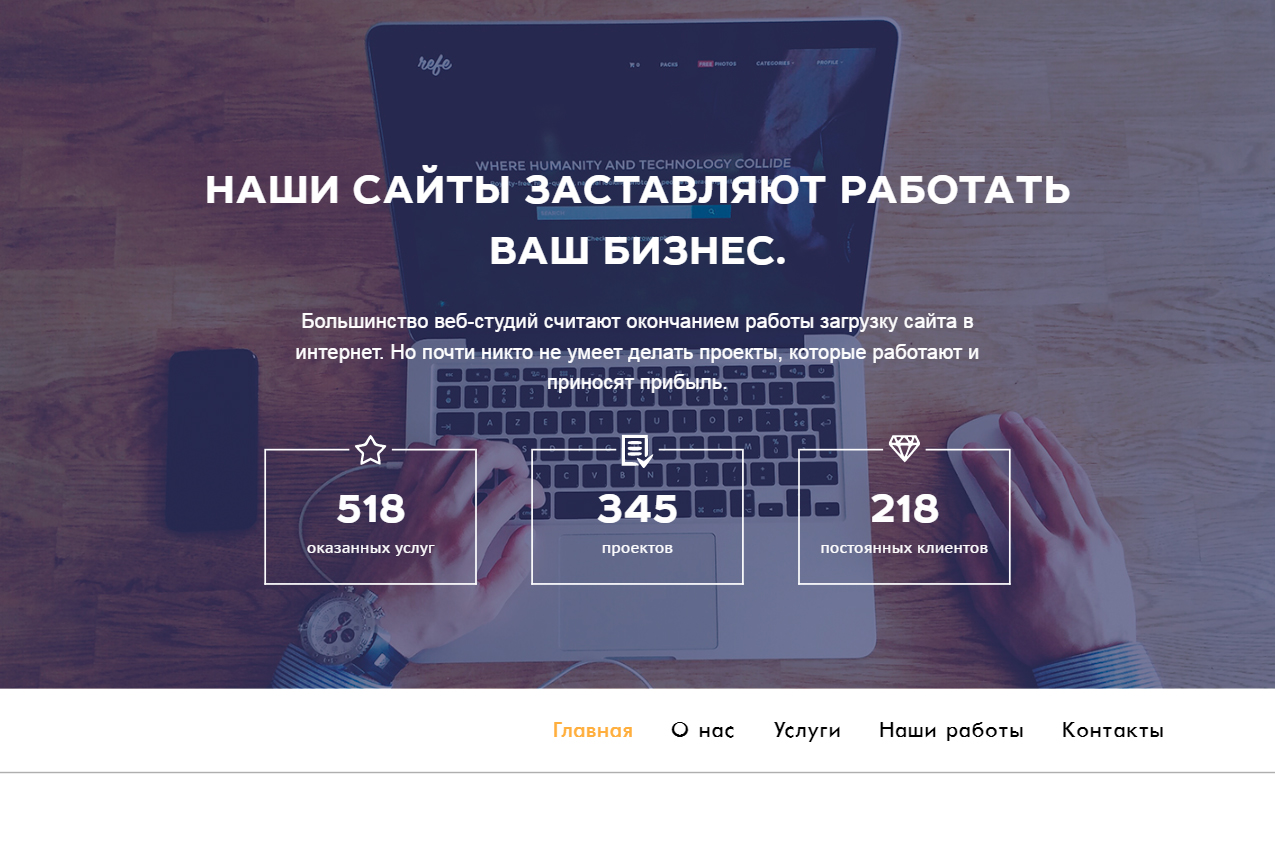 refe
0 PACKS FREE PHOTOS CATEGORIES PROFILE
WHERE HUMANITY AND TECHNOLOGY COLLIDE
НАШИ САЙТЫ ЗАСТАВЛЯЮТ РАБОТАТЬ
ВАШ БИЗНЕС.
Большинство веб-студий считают окончанием работы загрузку сайта в
интернет. Но почти никто не умеет делать проекты, которые работают и
приносят прибыль.
518 345 218
оказанных услуг проектов постоянных клиентов
Главная О нас Услуги Наши работы Контакты